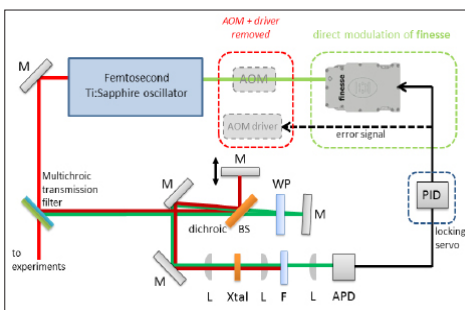 AOM + driver
removed
direct modulation of finesse
M
Femtosecond
Ti:Sapphire oscillator
AOM
finesse
AOM driver
error signal
M
Multichroic
transmission
filter
M
WP
PID
M
dichroic
BS
locking
servo
to
experiments
M
L
Xtal
L
F
L
APD